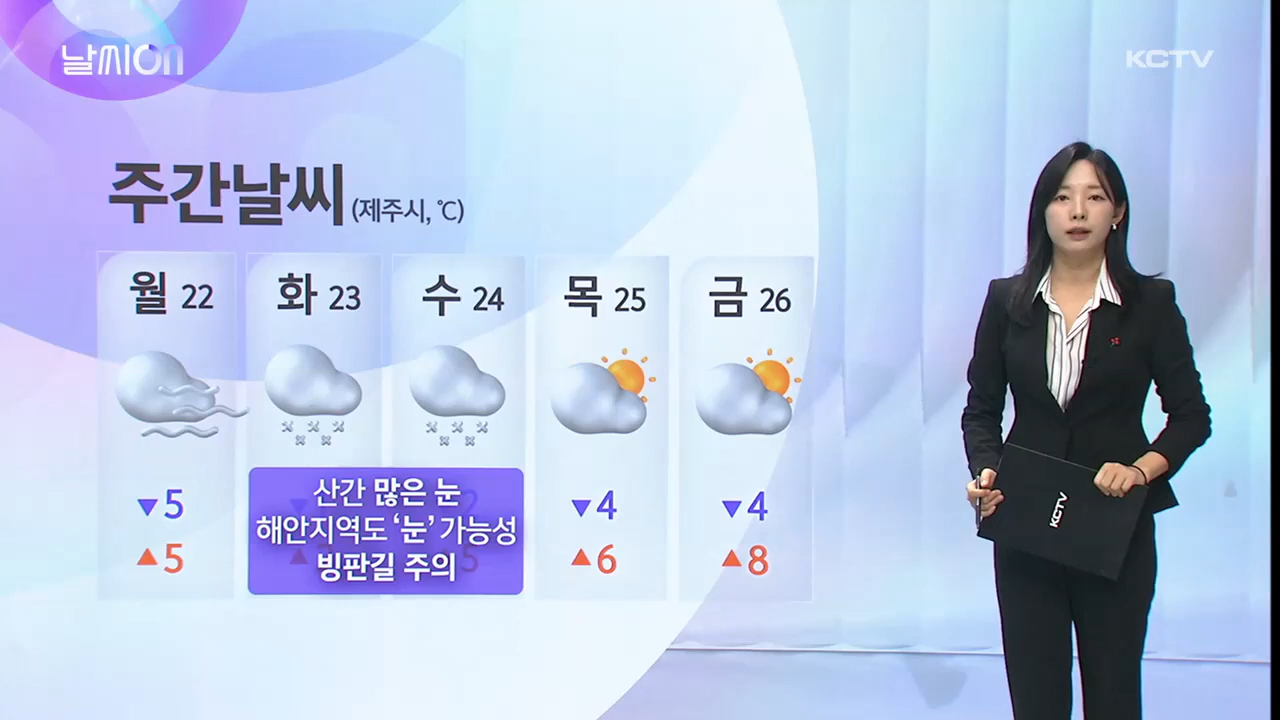 날씨On
KCTV
주간날씨 (제주시, ℃)
월 22
화 23
수 24
목 25
금 26
산간 많은 눈
해안지역도 ‘눈’ 가능성
빙판길 주의
▼5
▼4
▼4
▲5
▲6
▲8
KCTV